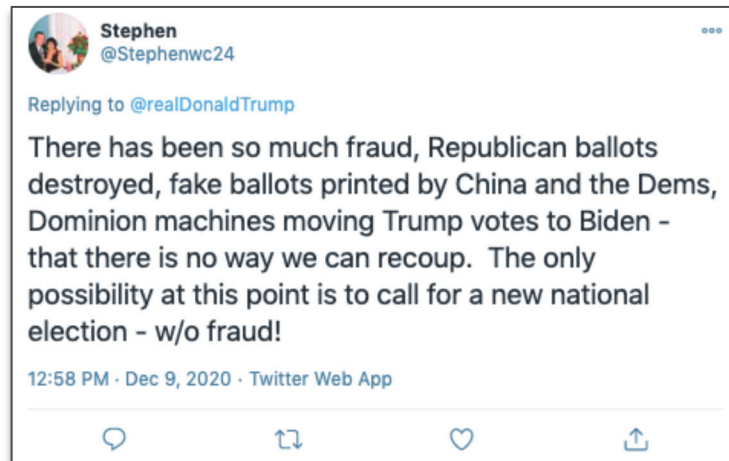 Stephen
@Stephenwc24
Replying to @realDonaldTrump
There has been so much fraud, Republican ballots
destroyed, fake ballots printed by China and the Dems,
Dominion machines moving Trump votes to Biden -
that there is no way we can recoup.  The only
possibility at this point is to call for a new national
election - w/o fraud!
12:58 PM · Dec 9, 2020 · Twitter Web App